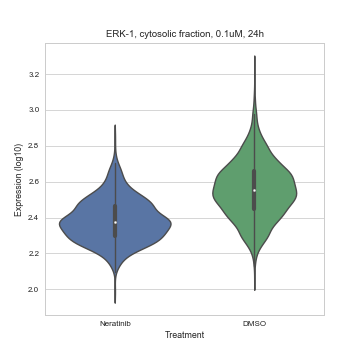 ERK-1, cytosolic fraction, 0.1uM, 24h
Expression (log10)
3.2
3.0
2.8
2.6
2.4
2.2
2.0
Neratinib DMSO
Treatment